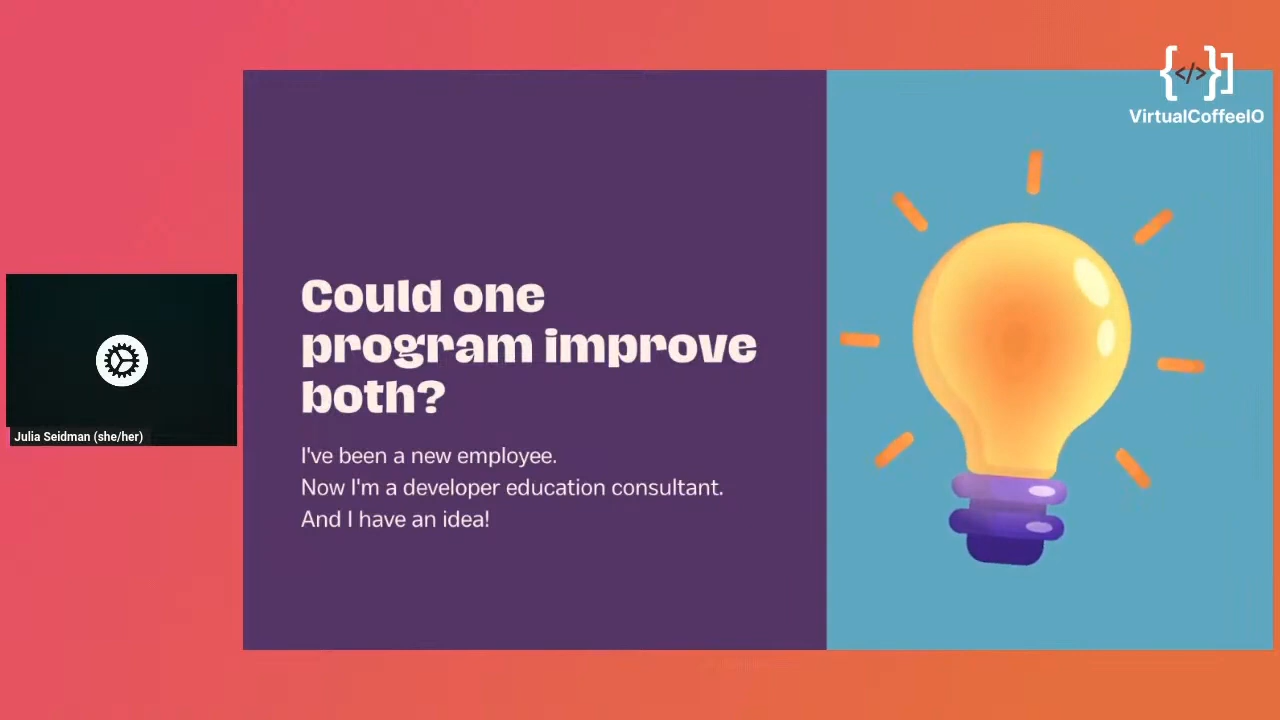 {</>}]
VirtualCoffeeIO
Could one
program improve
both?
I've been a new employee.
Now I'm a developer education consultant.
And I have an idea!
Julia Seidman (she/her)